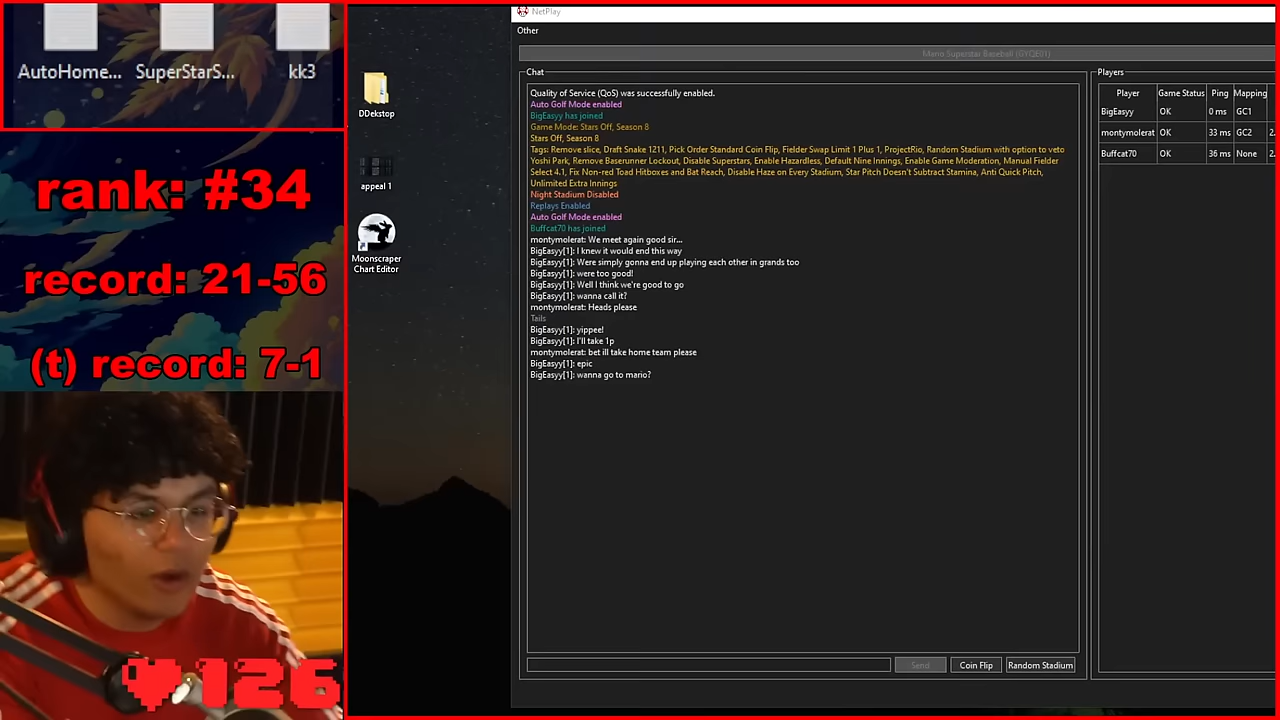 AutoHome...
SuperStarS...
kk3
rank: #34
record: 21-56
(t) record: 7-1
126
DDekstop
appeal 1
Moonscraper
Chart Editor
NetPlay
Other
Mario Superstar Baseball (GYQE01)
Chat
Quality of Service (QoS) was successfully enabled.
Auto Golf Mode enabled
BigEasyy has joined
Game Mode: Stars Off, Season 8
Stars Off, Season 8
Tags: Remove slice, Draft Snake 1211, Pick Order Standard Coin Flip, Fielder Swap Limit 1 Plus 1, ProjectRio, Random Stadium with option to veto
Yoshi Park, Remove Baserunner Lockout, Disable Superstars, Enable Hazardless, Default Nine Innings, Enable Game Moderation, Manual Fielder
Select 4.1, Fix Non-red Toad Hitboxes and Bat Reach, Disable Haze on Every Stadium, Star Pitch Doesn't Subtract Stamina, Anti Quick Pitch,
Unlimited Extra Innings
Night Stadium Disabled
Replays Enabled
Auto Golf Mode enabled
Buffcat70 has joined
montymolerat: We meet again good sir...
BigEasyy[1]: I knew it would end this way
BigEasyy[1]: Were simply gonna end up playing each other in grands too
BigEasyy[1]: were too good!
BigEasyy[1]: Well I think we're good to go
BigEasyy[1]: wanna call it?
montymolerat: Heads please
Tails
BigEasyy[1]: yippee!
BigEasyy[1]: I'll take 1p
montymolerat: bet ill take home team please
BigEasyy[1]: epic
BigEasyy[1]: wanna go to mario?
Send
Coin Flip
Random Stadium
Players
Player Game Status Ping Mapping
BigEasyy OK 0 ms GC1
montymolerat OK 33 ms GC2 2.
Buffcat70 OK 36 ms None 2.